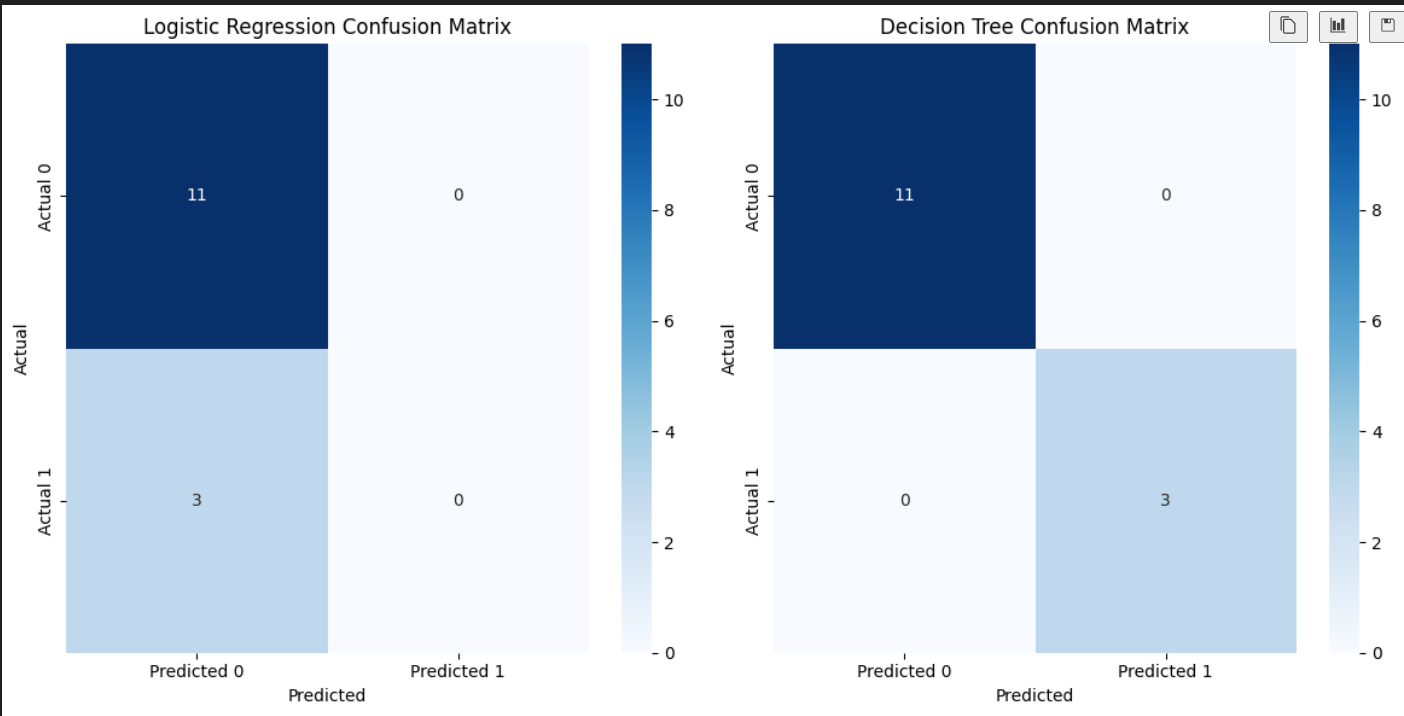 Logistic Regression Confusion Matrix
Actual
Actual 0
Actual 1
11
0
3
0
Predicted 0
Predicted 1
Predicted
10
8
6
4
2
0
Decision Tree Confusion Matrix
Actual
Actual 0
Actual 1
11
0
0
3
Predicted 0
Predicted 1
Predicted
10
8
6
4
2
0